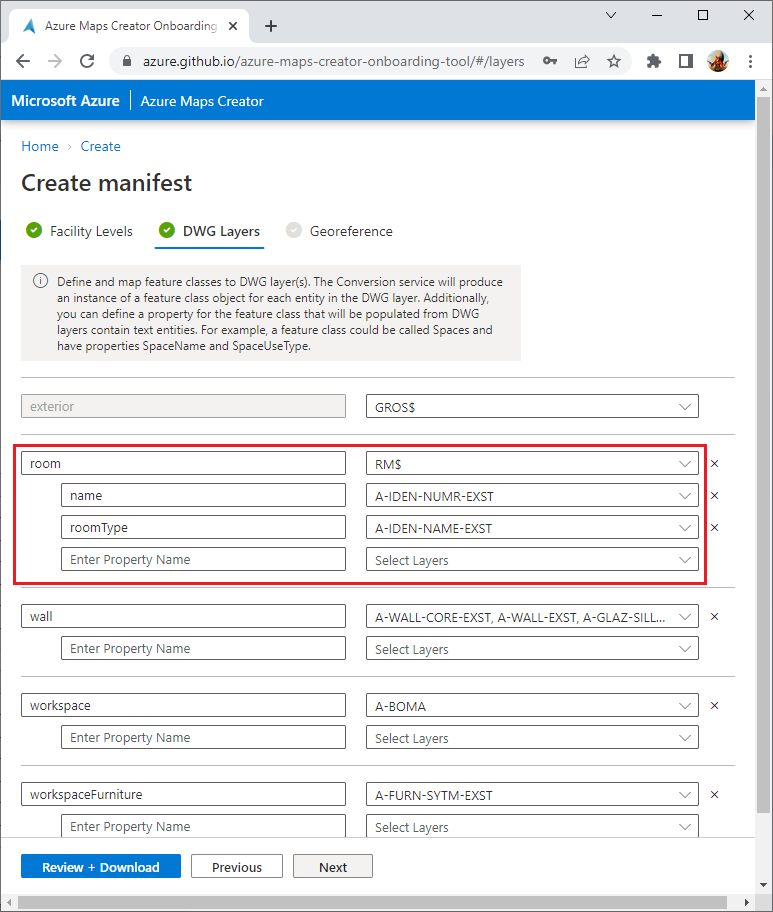 Azure Maps Creator Onboarding
azure.github.io/azure-maps-creator-onboarding-tool/#/layers
Microsoft Azure Azure Maps Creator
Home > Create
Create manifest
Facility Levels DWG Layers Georeference
Define and map feature classes to DWG layer(s). The Conversion service will produce
an instance of a feature class object for each entity in the DWG layer. Additionally,
you can define a property for the feature class that will be populated from DWG
layers contain text entities. For example, a feature class could be called Spaces and
have properties SpaceName and SpaceUseType.
exterior GROS$
room RM$
name A-IDEN-NUMR-EXST
roomType A-IDEN-NAME-EXST
Enter Property Name Select Layers
wall A-WALL-CORE-EXST, A-WALL-EXST, A-GLAZ-SILL...
Enter Property Name Select Layers
workspace A-BOMA
Enter Property Name Select Layers
workspaceFurniture A-FURN-SYTM-EXST
Enter Property Name Select Layers
Review + Download Previous Next